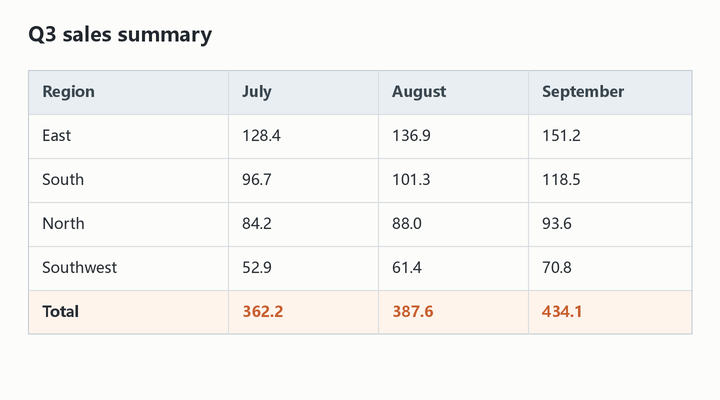 Q3 sales summary
Region July August September
East 128.4 136.9 151.2
South 96.7 101.3 118.5
North 84.2 88.0 93.6
Southwest 52.9 61.4 70.8
Total 362.2 387.6 434.1